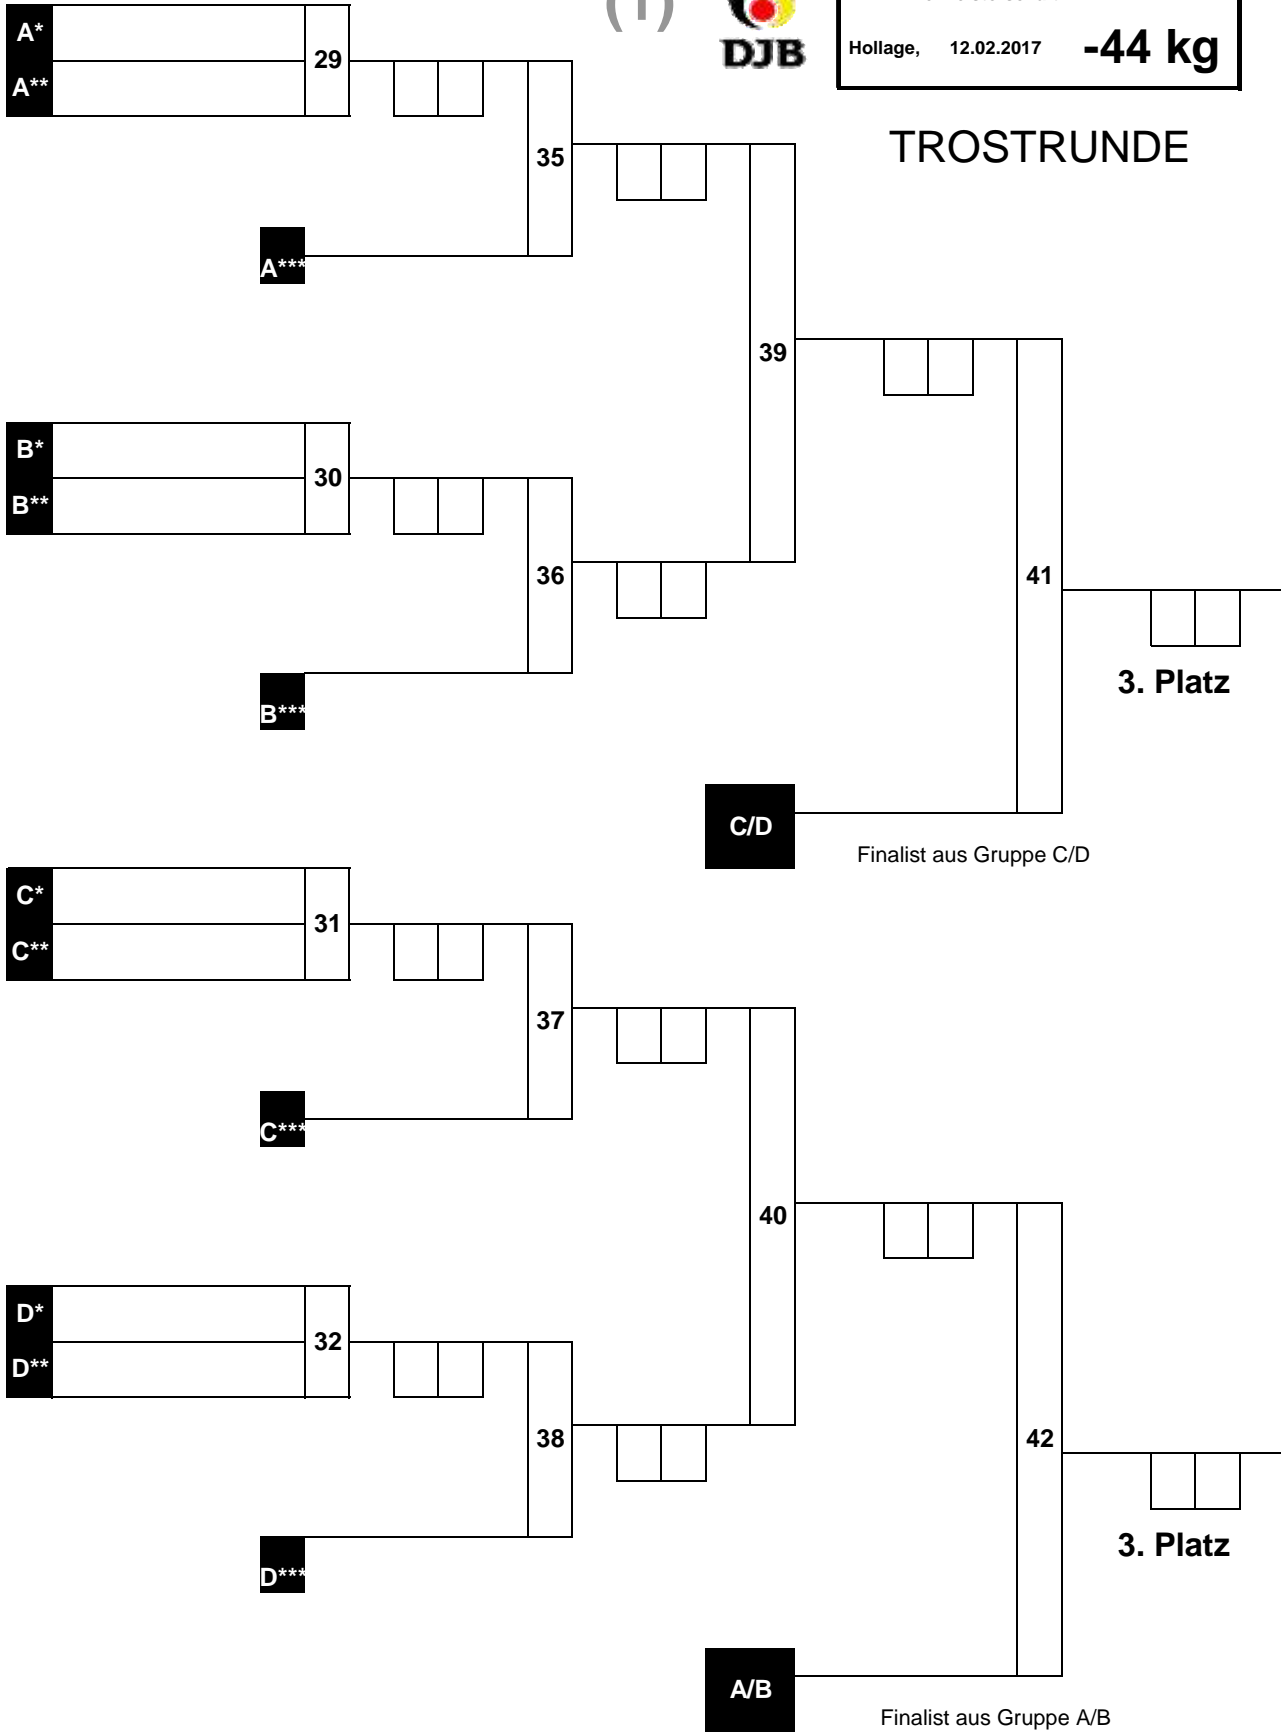 (1)
DJB
Hollage, 12.02.2017 -44 kg
TROSTRUNDE
A*
A**
29
35
A***
39
B*
B**
30
36
41
B***
3. Platz
C/D
Finalist aus Gruppe C/D
C*
C**
31
37
C***
40
D*
D**
32
38
42
D***
3. Platz
A/B
Finalist aus Gruppe A/B